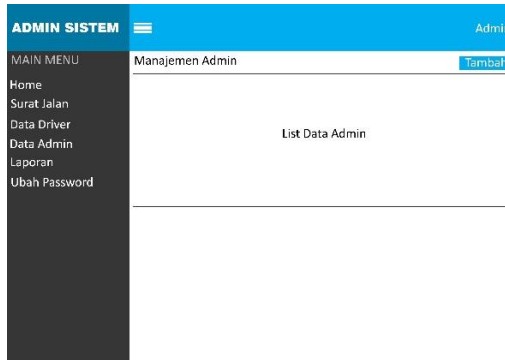 ADMIN SISTEM
Admin
MAIN MENU
Home
Surat Jalan
Data Driver
Data Admin
Laporan
Ubah Password
Manajemen Admin
Tambah
List Data Admin